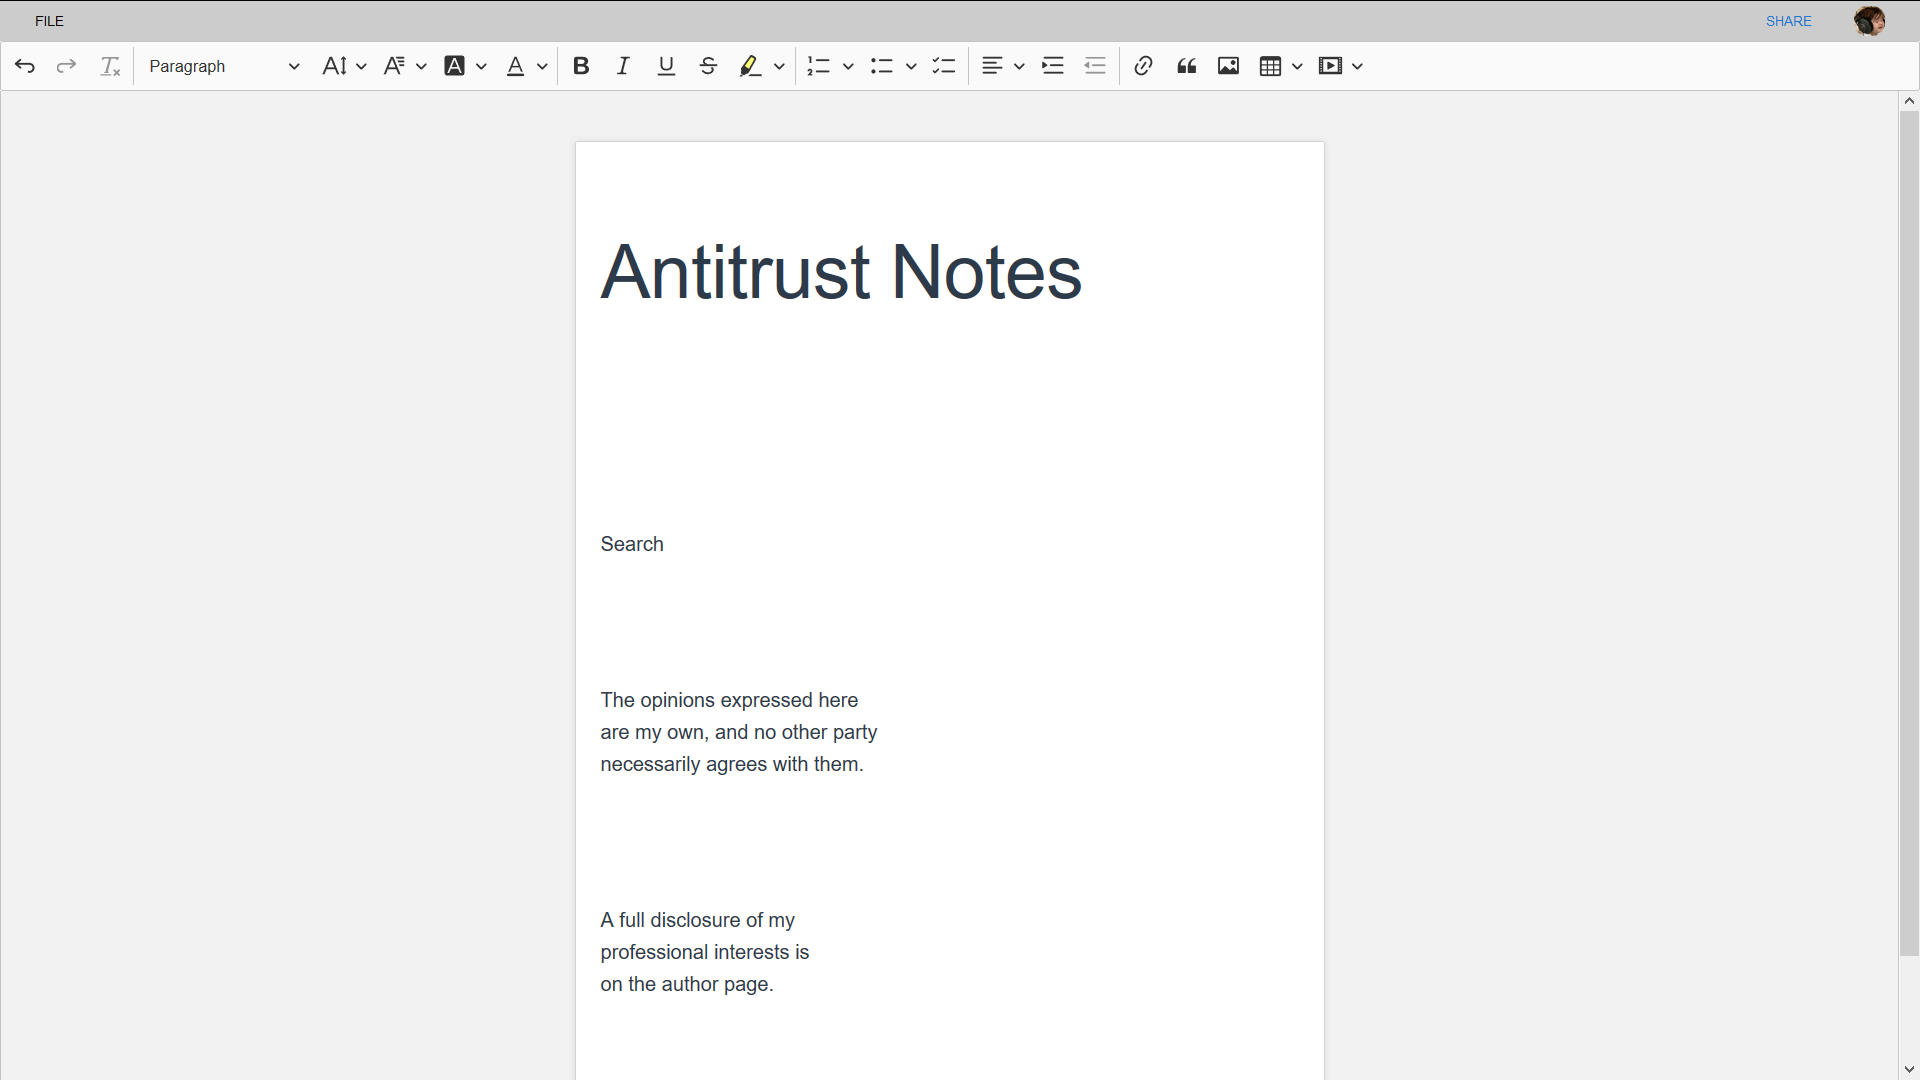 FILE
SHARE
Paragraph
Antitrust Notes
Search
The opinions expressed here
are my own, and no other party
necessarily agrees with them.
A full disclosure of my
professional interests is
on the author page.